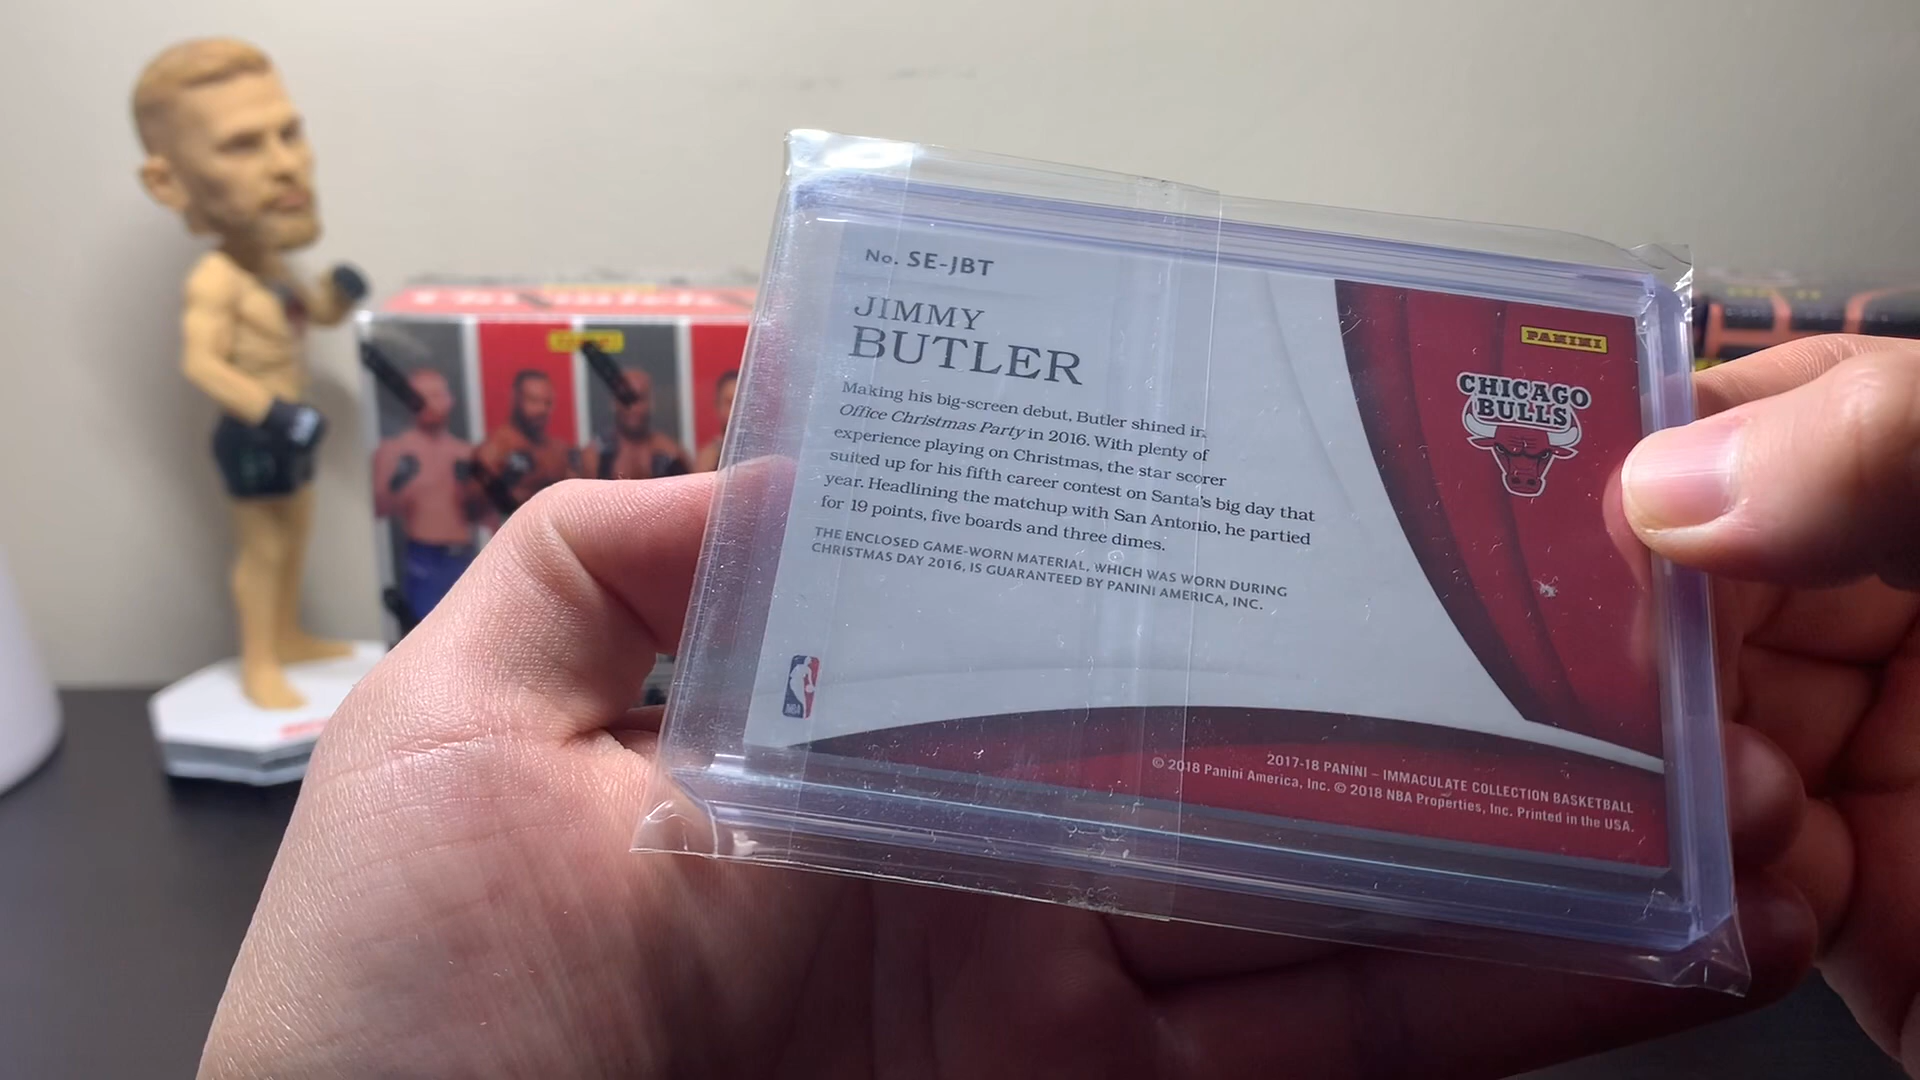 No. SE-JBT
JIMMY
BUTLER
Making his big-screen debut, Butler shined in
Office Christmas Party in 2016. With plenty of
experience playing on Christmas, the star scorer
suited up for his fifth career contest on Santa's big day that
year. Headlining the matchup with San Antonio, he partied
for 19 points, five boards and three dimes.
THE ENCLOSED GAME-WORN MATERIAL, WHICH WAS WORN DURING
CHRISTMAS DAY 2016, IS GUARANTEED BY PANINI AMERICA, INC.
PANINI
CHICAGO
BULLS
NBA
2017-18 PANINI – IMMACULATE COLLECTION BASKETBALL
© 2018 Panini America, Inc. © 2018 NBA Properties, Inc. Printed in the USA.